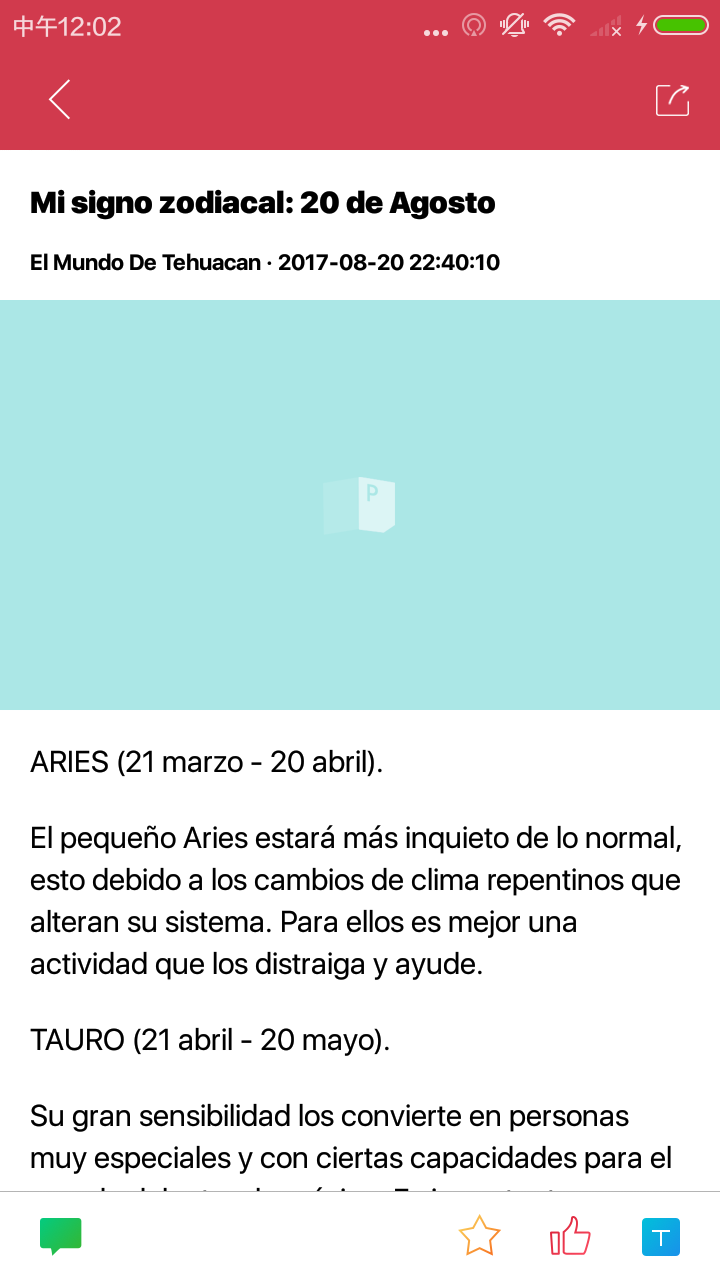 中午12:02
Mi signo zodiacal: 20 de Agosto
El Mundo De Tehuacan · 2017-08-20 22:40:10
P
ARIES (21 marzo - 20 abril).
El pequeño Aries estará más inquieto de lo normal,
esto debido a los cambios de clima repentinos que
alteran su sistema. Para ellos es mejor una
actividad que los distraiga y ayude.
TAURO (21 abril - 20 mayo).
Su gran sensibilidad los convierte en personas
muy especiales y con ciertas capacidades para el
T